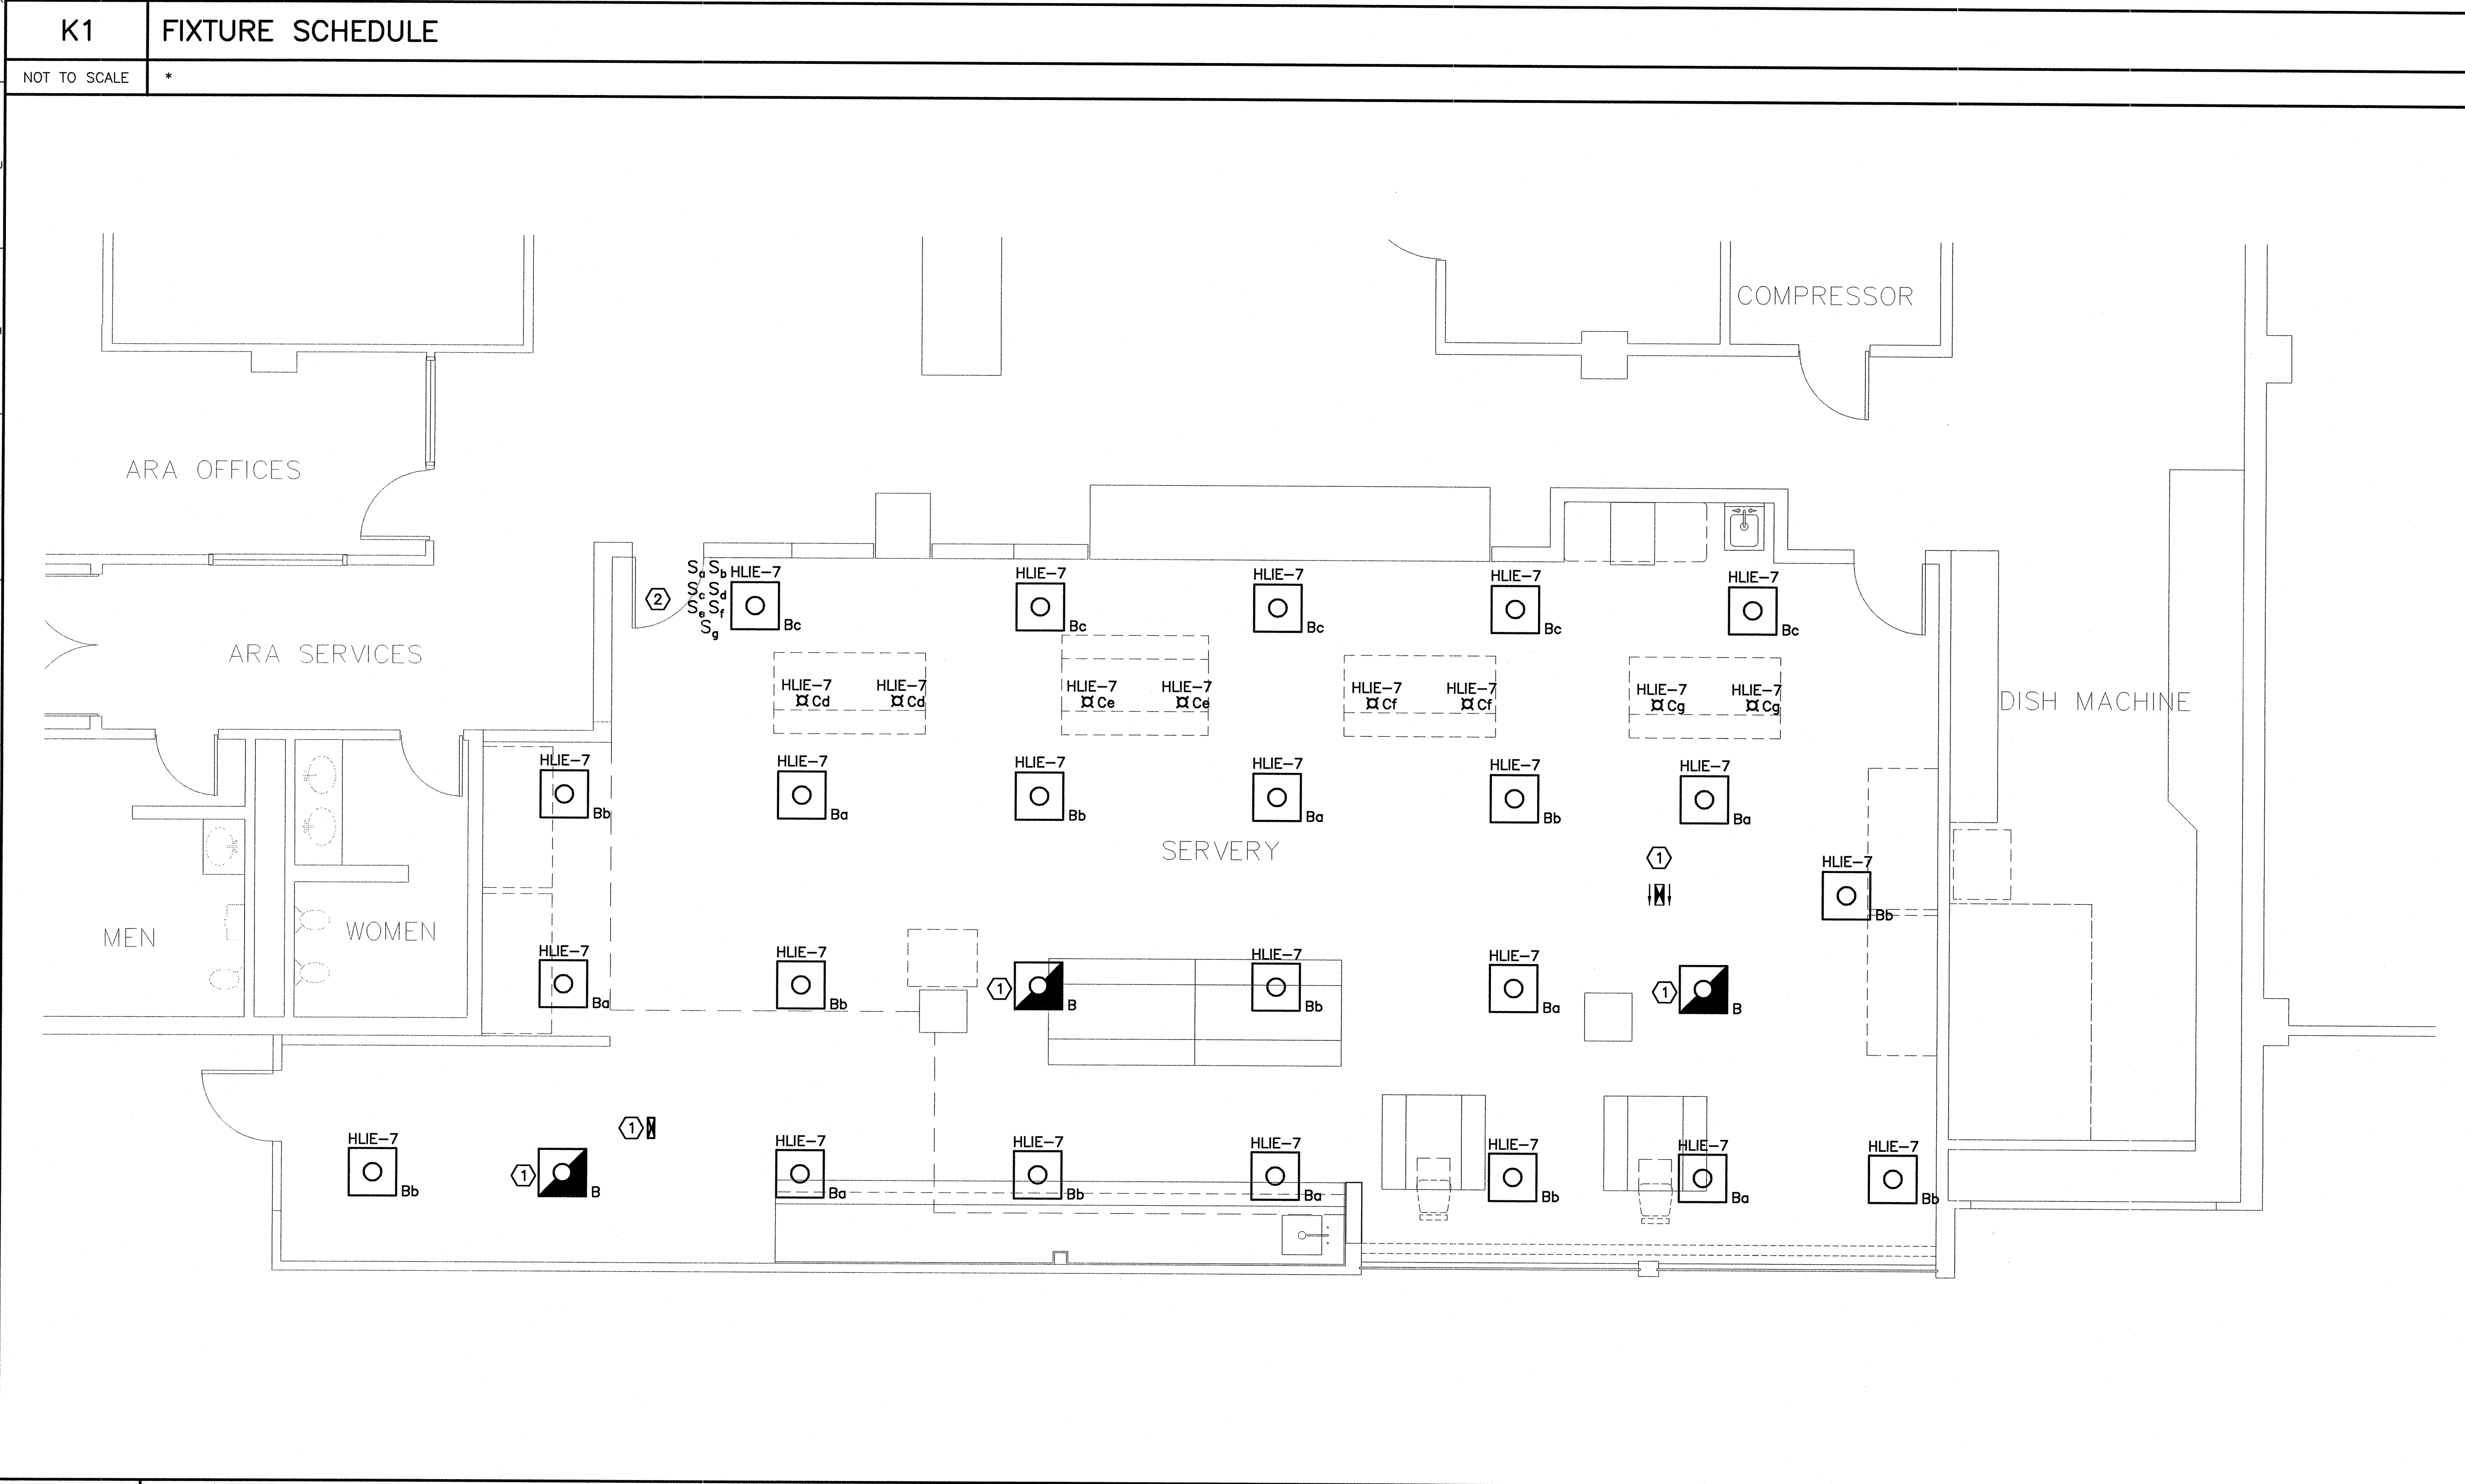 K1 FIXTURE SCHEDULE
NOT TO SCALE *
COMPRESSOR
ARA OFFICES
Sa Sb HLIE-7 HLIE-7 HLIE-7 HLIE-7 HLIE-7
2 Sc Sd
Se Sf
Sg Bc Bc Bc Bc Bc
ARA SERVICES
HLIE-7 HLIE-7 HLIE-7 HLIE-7 HLIE-7 HLIE-7 HLIE-7 HLIE-7
Cd Cd Ce Ce Cf Cf Cg Cg
DISH MACHINE
HLIE-7 HLIE-7 HLIE-7 HLIE-7 HLIE-7 HLIE-7
Bb Ba Bb Ba Bb Ba
SERVERY
1
HLIE-7
Bb
MEN
WOMEN
HLIE-7 HLIE-7 HLIE-7 HLIE-7
1 1
Ba Bb B Bb Ba B
1
HLIE-7 HLIE-7 HLIE-7 HLIE-7 HLIE-7 HLIE-7 HLIE-7
1
Bb B Ba Bb Ba Bb Ba Bb